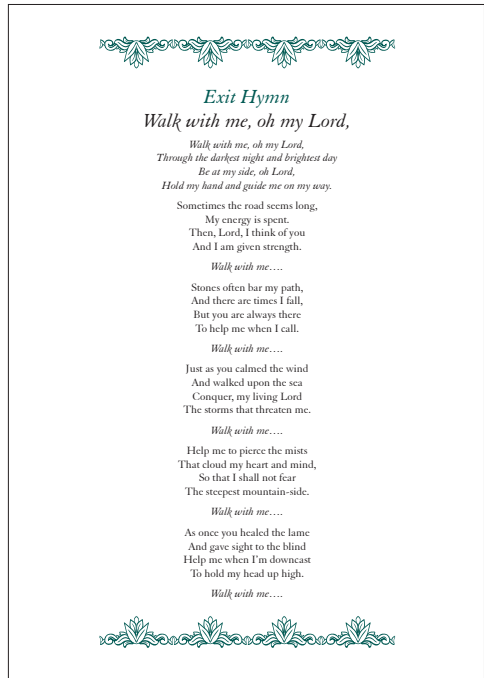 Exit Hymn
Walk with me, oh my Lord,
Walk with me, oh my Lord,
Through the darkest night and brightest day
Be at my side, oh Lord,
Hold my hand and guide me on my way.
Sometimes the road seems long,
My energy is spent.
Then, Lord, I think of you
And I am given strength.
Walk with me….
Stones often bar my path,
And there are times I fall,
But you are always there
To help me when I call.
Walk with me….
Just as you calmed the wind
And walked upon the sea
Conquer, my living Lord
The storms that threaten me.
Walk with me….
Help me to pierce the mists
That cloud my heart and mind,
So that I shall not fear
The steepest mountain-side.
Walk with me….
As once you healed the lame
And gave sight to the blind
Help me when I'm downcast
To hold my head up high.
Walk with me….